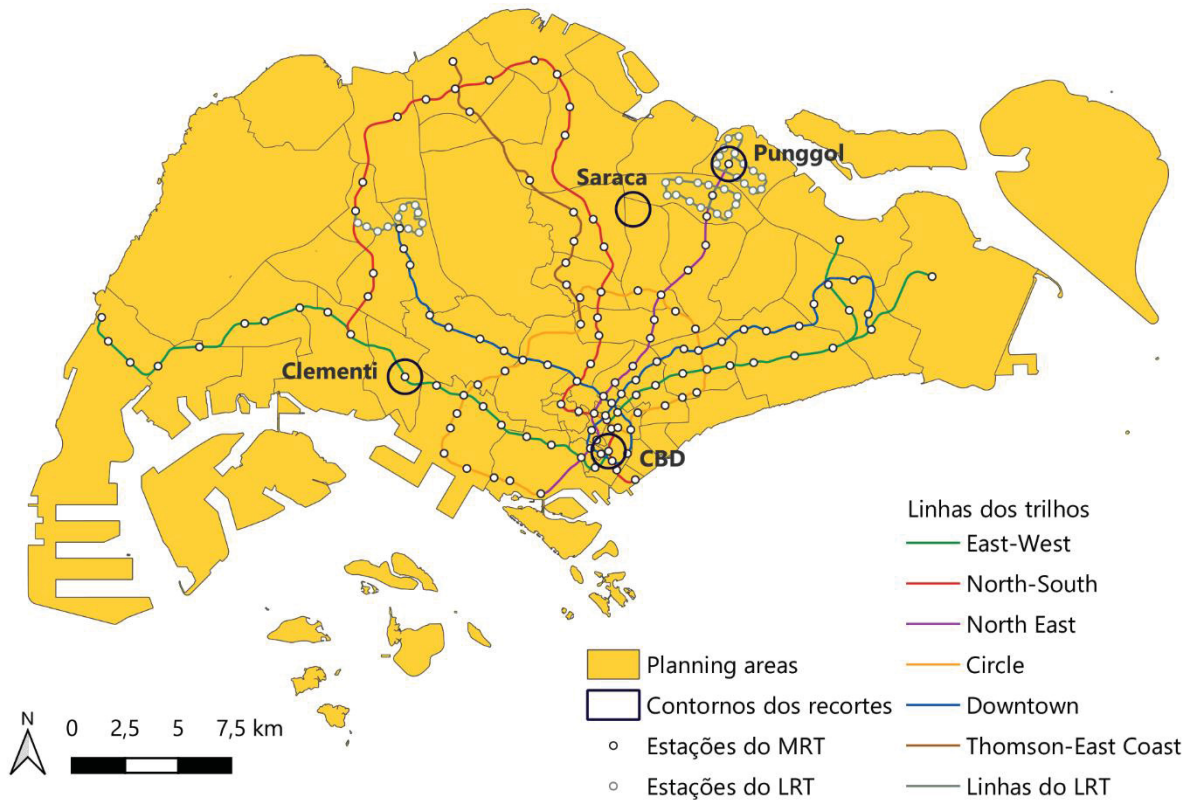 Punggol
Saraca
Clementi
CBD
Linhas dos trilhos
East-West
North-South
North East
Planning areas
Circle
Contornos dos recortes
Downtown
Estações do MRT
Thomson-East Coast
Estações do LRT
Linhas do LRT
N
0 2,5 5 7,5 km